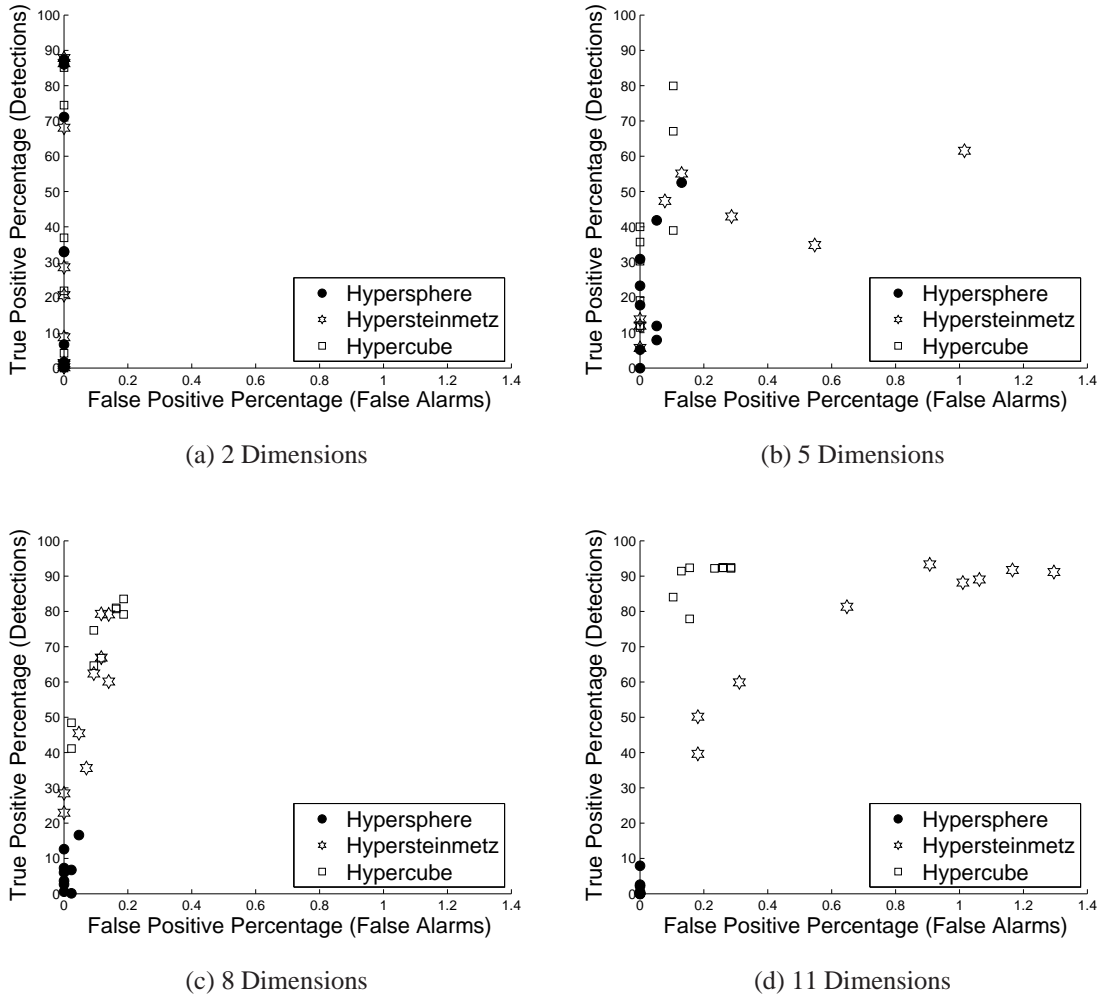 100
90
80
70
60
50
40
30
20
10
0
True Positive Percentage (Detections)
0 0.2 0.4 0.6 0.8 1 1.2 1.4
False Positive Percentage (False Alarms)
Hypersphere
Hypersteinmetz
Hypercube
(a) 2 Dimensions
100
90
80
70
60
50
40
30
20
10
0
True Positive Percentage (Detections)
0 0.2 0.4 0.6 0.8 1 1.2 1.4
False Positive Percentage (False Alarms)
Hypersphere
Hypersteinmetz
Hypercube
(b) 5 Dimensions
100
90
80
70
60
50
40
30
20
10
0
True Positive Percentage (Detections)
0 0.2 0.4 0.6 0.8 1 1.2 1.4
False Positive Percentage (False Alarms)
Hypersphere
Hypersteinmetz
Hypercube
(c) 8 Dimensions
100
90
80
70
60
50
40
30
20
10
0
True Positive Percentage (Detections)
0 0.2 0.4 0.6 0.8 1 1.2 1.4
False Positive Percentage (False Alarms)
Hypersphere
Hypersteinmetz
Hypercube
(d) 11 Dimensions